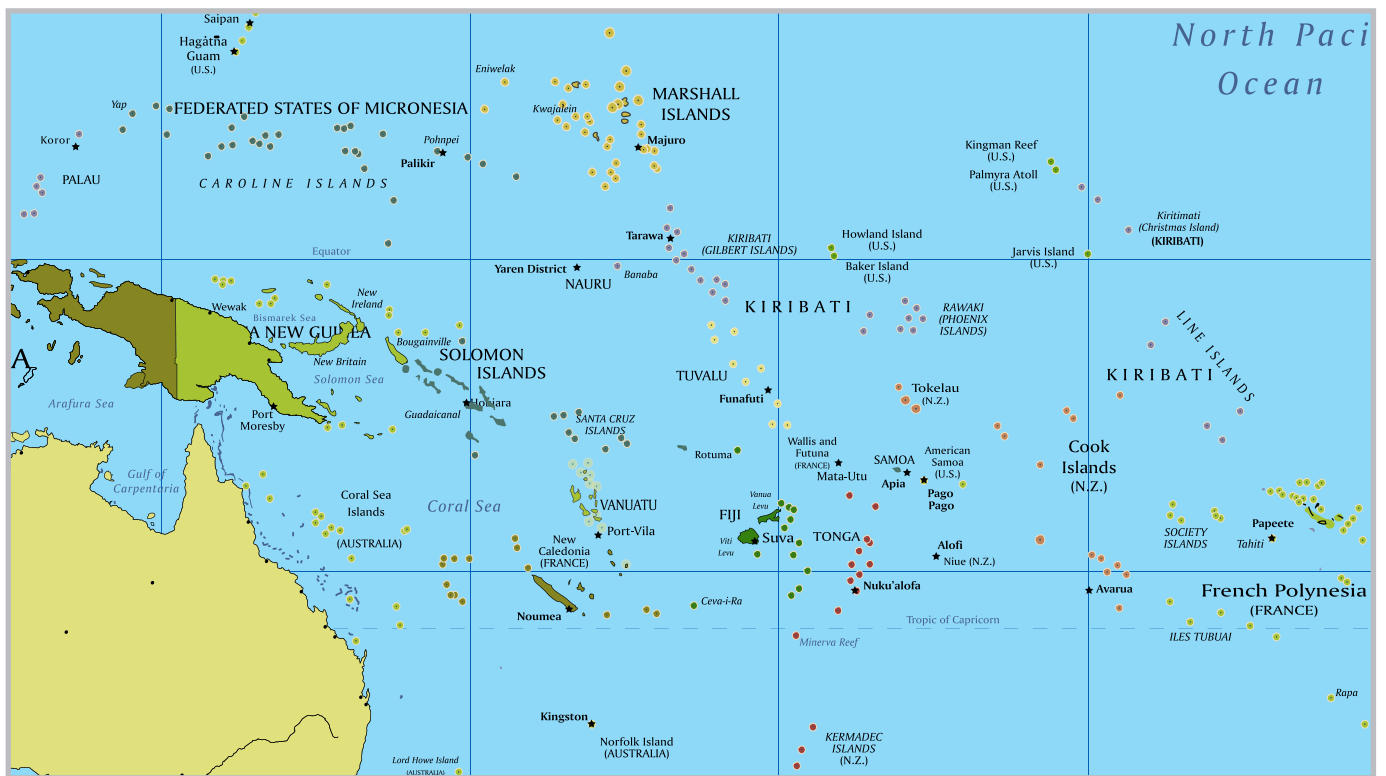 North Paci
Ocean
Saipan
Hagåtña
Guam
(U.S.)
Eniwelak
MARSHALL
ISLANDS
Yap
FEDERATED STATES OF MICRONESIA
Kwajalein
Koror
Pohnpei
Palikir
Majuro
Kingman Reef
(U.S.)
Palmyra Atoll
(U.S.)
PALAU
CAROLINE ISLANDS
Kiritimati
(Christmas Island)
(KIRIBATI)
Tarawa
KIRIBATI
(GILBERT ISLANDS)
Howland Island
(U.S.)
Equator
Jarvis Island
(U.S.)
Yaren District
Banaba
Baker Island
(U.S.)
NAURU
New
Ireland
Wewak
Bismarek Sea
KIRIBATI
RAWAKI
(PHOENIX
ISLANDS)
LINE ISLANDS
A NEW GUINEA
Bougainville
New Britain
SOLOMON
ISLANDS
A
Solomon Sea
TUVALU
KIRIBATI
Arafura Sea
Funafuti
Tokelau
(N.Z.)
Honiara
Port
Moresby
Guadaicanal
SANTA CRUZ
ISLANDS
Wallis and
Futuna
(FRANCE)
Mata-Utu
Rotuma
SAMOA
Apia
American
Samoa
(U.S.)
Pago
Pago
Cook
Islands
(N.Z.)
Gulf of
Carpentaria
Coral Sea
Islands
(AUSTRALIA)
Coral Sea
VANUATU
Port-Vila
Vanua
Levu
FIJI
Suva
Viti
Levu
TONGA
New
Caledonia
(FRANCE)
Alofi
Niue (N.Z.)
SOCIETY
ISLANDS
Papeete
Tahiti
Noumea
Ceva-i-Ra
Nuku'alofa
Avarua
French Polynesia
(FRANCE)
Tropic of Capricorn
Minerva Reef
ILES TUBUAI
Rapa
Kingston
Norfolk Island
(AUSTRALIA)
KERMADEC
ISLANDS
(N.Z.)
Lord Howe Island
(AUSTRALIA)